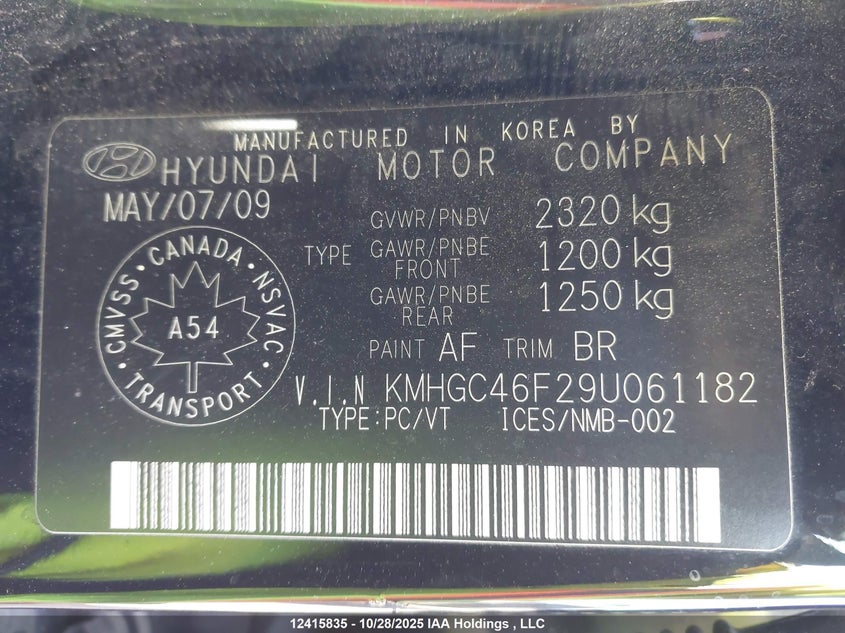 MANUFACTURED IN KOREA BY
HYUNDAI MOTOR COMPANY
MAY/07/09
GVWR/PNBV 2320 kg
TYPE GAWR/PNBE FRONT 1200 kg
GAWR/PNBE REAR 1250 kg
CMVSS · CANADA · NSVAC · TRANSPORT ·
A54
PAINT AF TRIM BR
V.I.N KMHGC46F29U061182
TYPE:PC/VT ICES/NMB-002
12415835 - 10/28/2025 IAA Holdings , LLC